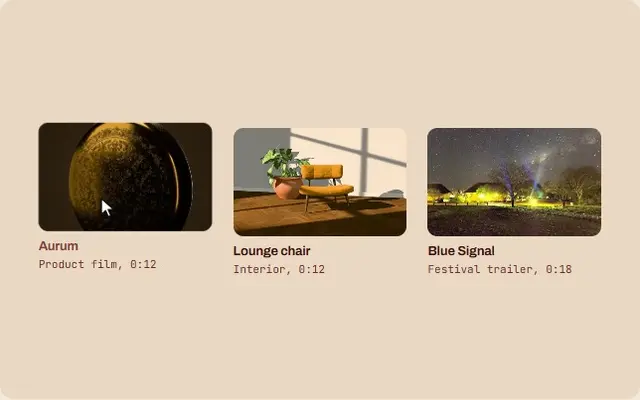 Aurum
Product film, 0:12
Lounge chair
Interior, 0:12
Blue Signal
Festival trailer, 0:18